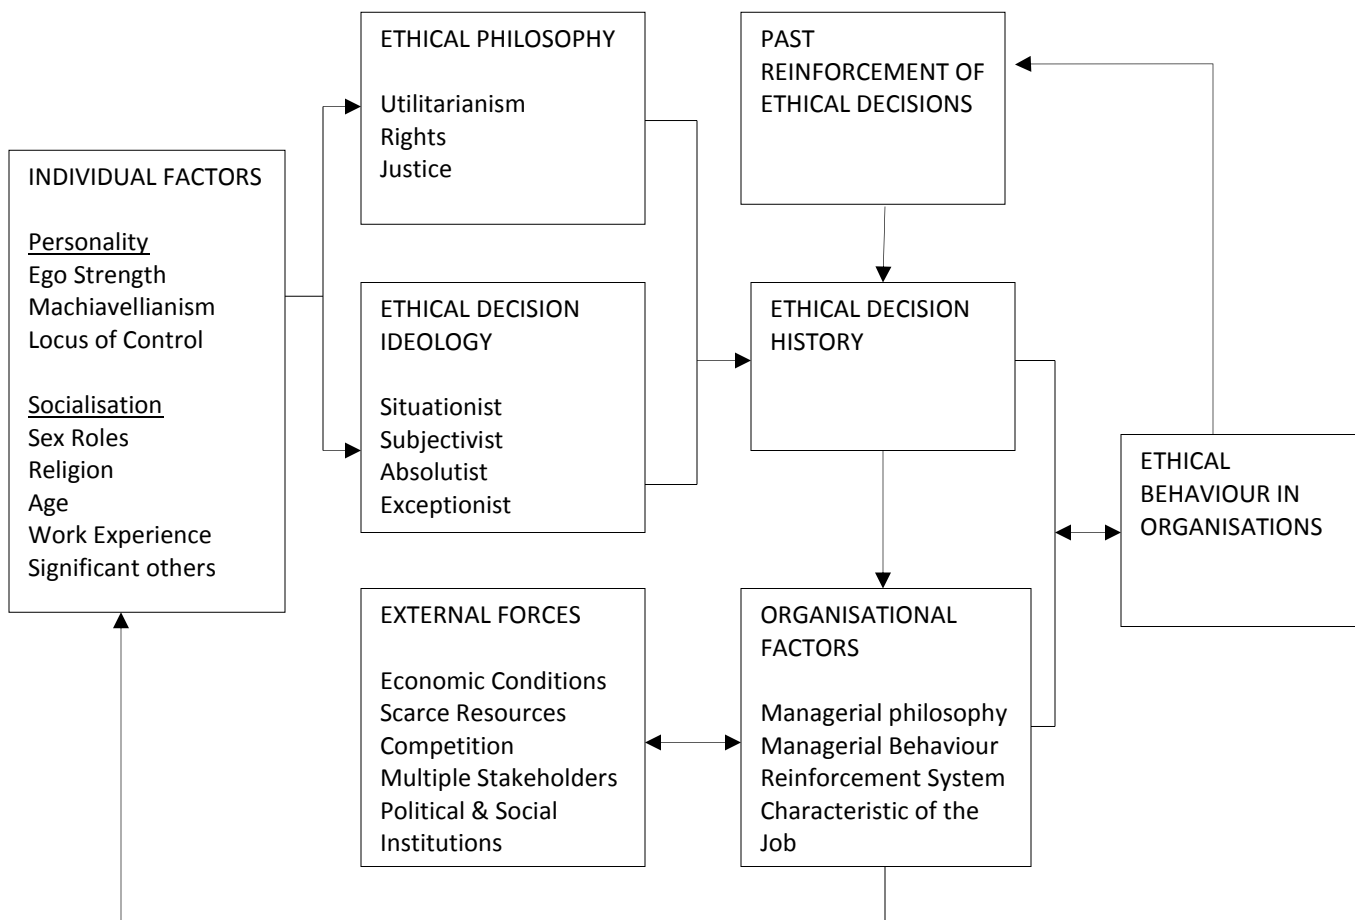 INDIVIDUAL FACTORS
Personality
Ego Strength
Machiavellianism
Locus of Control
Socialisation
Sex Roles
Religion
Age
Work Experience
Significant others
ETHICAL PHILOSOPHY
Utilitarianism
Rights
Justice
ETHICAL DECISION
IDEOLOGY
Situationist
Subjectivist
Absolutist
Exceptionist
EXTERNAL FORCES
Economic Conditions
Scarce Resources
Competition
Multiple Stakeholders
Political & Social
Institutions
PAST
REINFORCEMENT OF
ETHICAL DECISIONS
ETHICAL DECISION
HISTORY
ORGANISATIONAL
FACTORS
Managerial philosophy
Managerial Behaviour
Reinforcement System
Characteristic of the
Job
ETHICAL
BEHAVIOUR IN
ORGANISATIONS